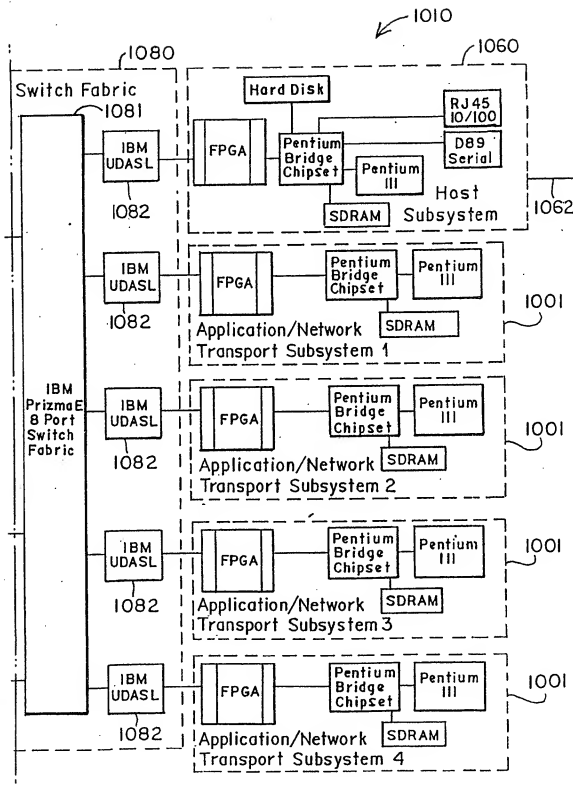 1010
1080
1060
Switch Fabric
1081
Hard Disk
RJ 45
10/100
D89
Serial
IBM
UDASL
1082
FPGA
Pentium
Bridge
Chipset
Pentium
III
SDRAM
Host
Subsystem
1062
IBM
UDASL
1082
FPGA
Pentium
Bridge
Chipset
Pentium
III
SDRAM
Application/Network
Transport Subsystem 1
1001
IBM
PrizmaE
8 Port
Switch
Fabric
IBM
UDASL
1082
FPGA
Pentium
Bridge
Chipset
Pentium
III
SDRAM
Application/Network
Transport Subsystem 2
1001
IBM
UDASL
1082
FPGA
Pentium
Bridge
Chipset
Pentium
III
SDRAM
Application/Network
Transport Subsystem 3
1001
IBM
UDASL
1082
FPGA
Pentium
Bridge
Chipset
Pentium
III
SDRAM
Application/Network
Transport Subsystem 4
1001